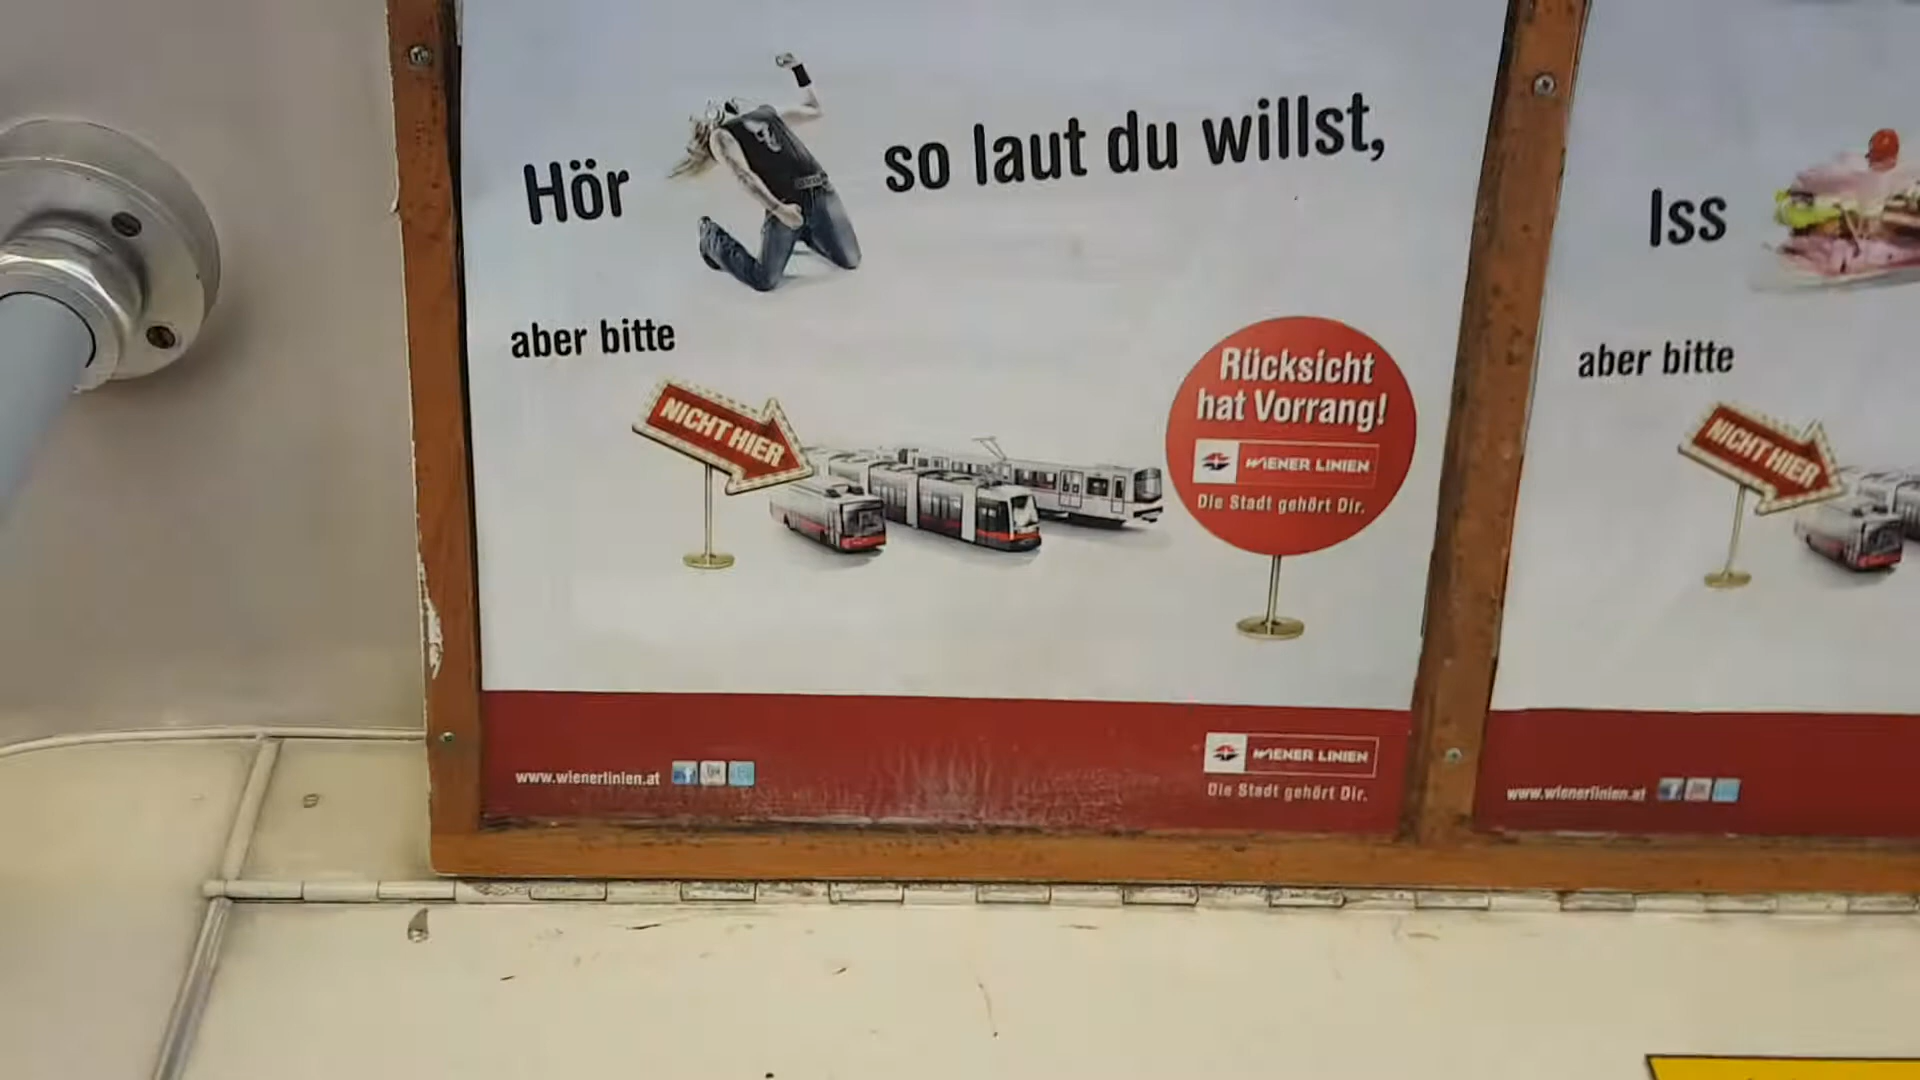 Hör so laut du willst,
aber bitte
NICHT HIER
Rücksicht
hat Vorrang!
WIENER LINIEN
Die Stadt gehört Dir.
www.wienerlinien.at
WIENER LINIEN
Die Stadt gehört Dir.
Iss
aber bitte
NICHT HIER
www.wienerlinien.at